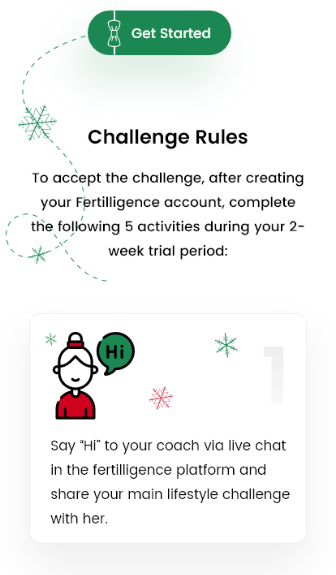 Get Started
Challenge Rules
To accept the challenge, after creating
your Fertilligence account, complete
the following 5 activities during your 2-
week trial period:
Hi
1
Say “Hi” to your coach via live chat
in the fertilligence platform and
share your main lifestyle challenge
with her.